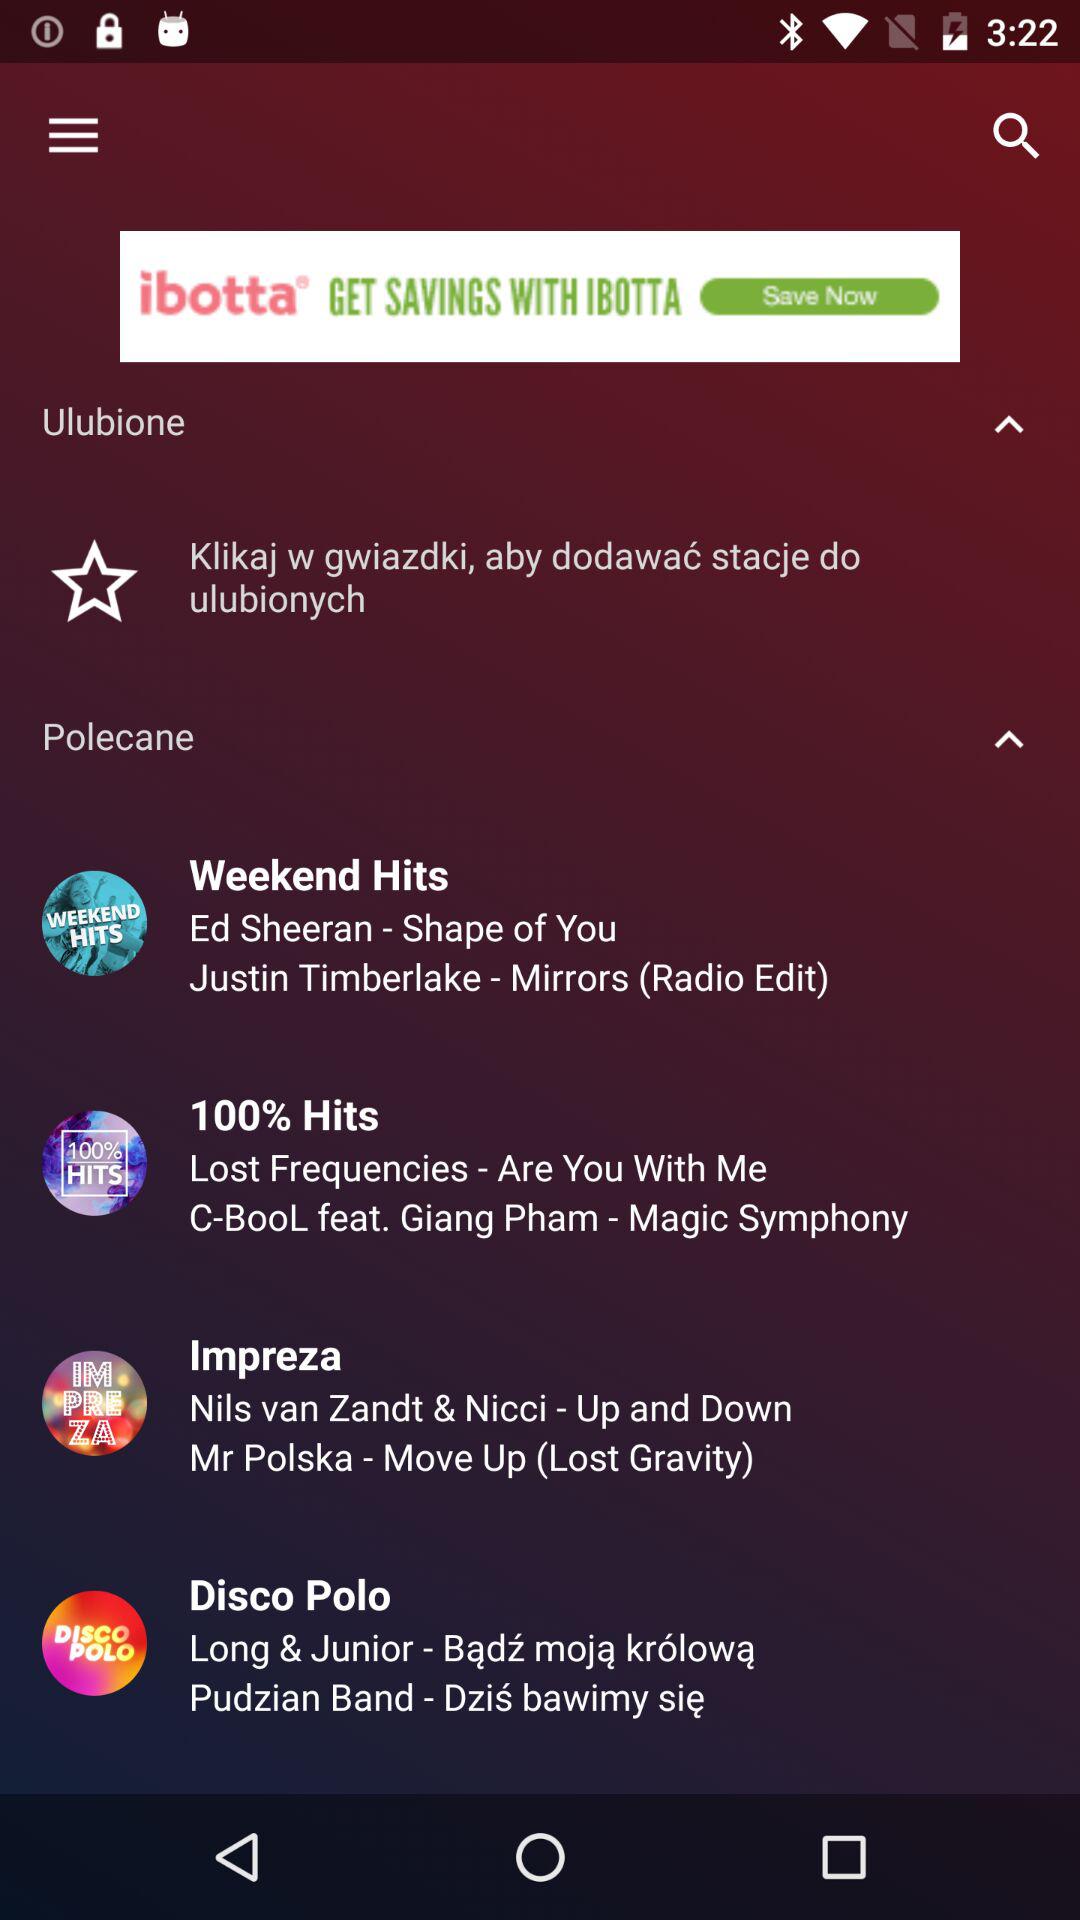 3:22
ibotta® GET SAVINGS WITH IBOTTA Save Now
Ulubione
Klikaj w gwiazdki, aby dodawać stacje do
ulubionych
Polecane
WEEKEND
HITS
Weekend Hits
Ed Sheeran - Shape of You
Justin Timberlake - Mirrors (Radio Edit)
100%
HITS
100% Hits
Lost Frequencies - Are You With Me
C-BooL feat. Giang Pham - Magic Symphony
IM
PRE
ZA
Impreza
Nils van Zandt & Nicci - Up and Down
Mr Polska - Move Up (Lost Gravity)
DISCO
POLO
Disco Polo
Long & Junior - Bądź moją królową
Pudzian Band - Dziś bawimy się